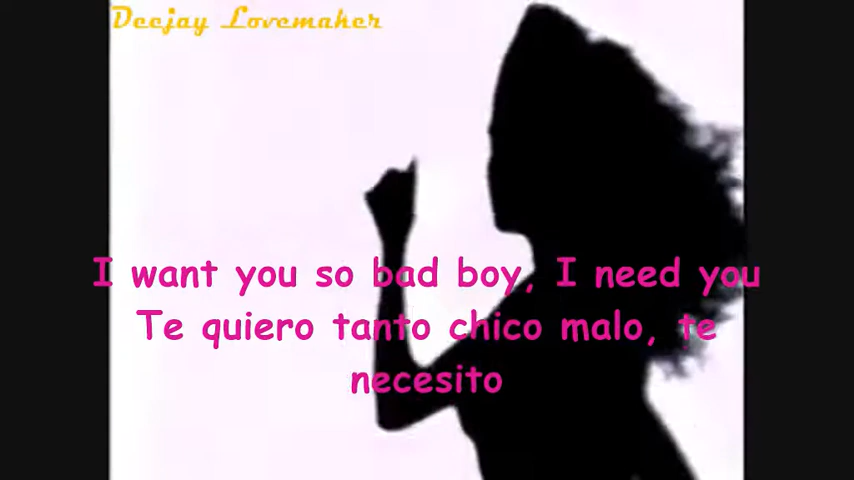 Deejay Lovemaker
I want you so bad boy, I need you
Te quiero tanto chico malo, te
necesito